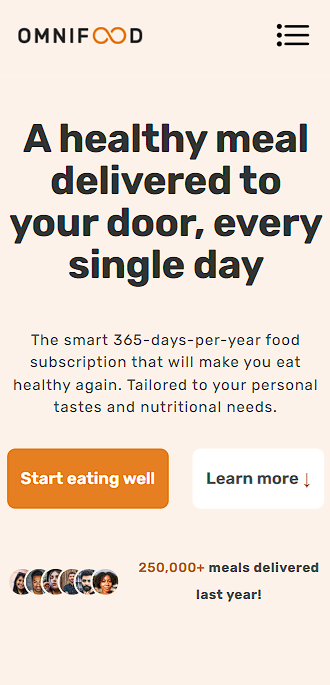 OMNIFOOD
A healthy meal
delivered to
your door, every
single day
The smart 365-days-per-year food
subscription that will make you eat
healthy again. Tailored to your personal
tastes and nutritional needs.
Start eating well
Learn more ↓
250,000+ meals delivered
last year!